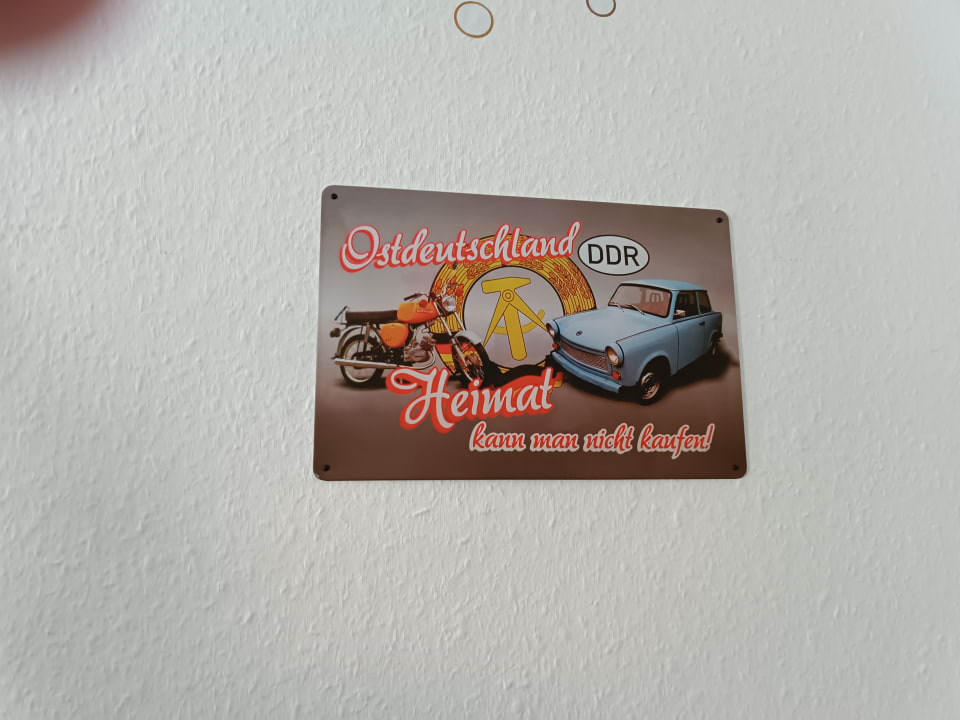 Ostdeutschland
DDR
Heimat
kann man nicht kaufen!